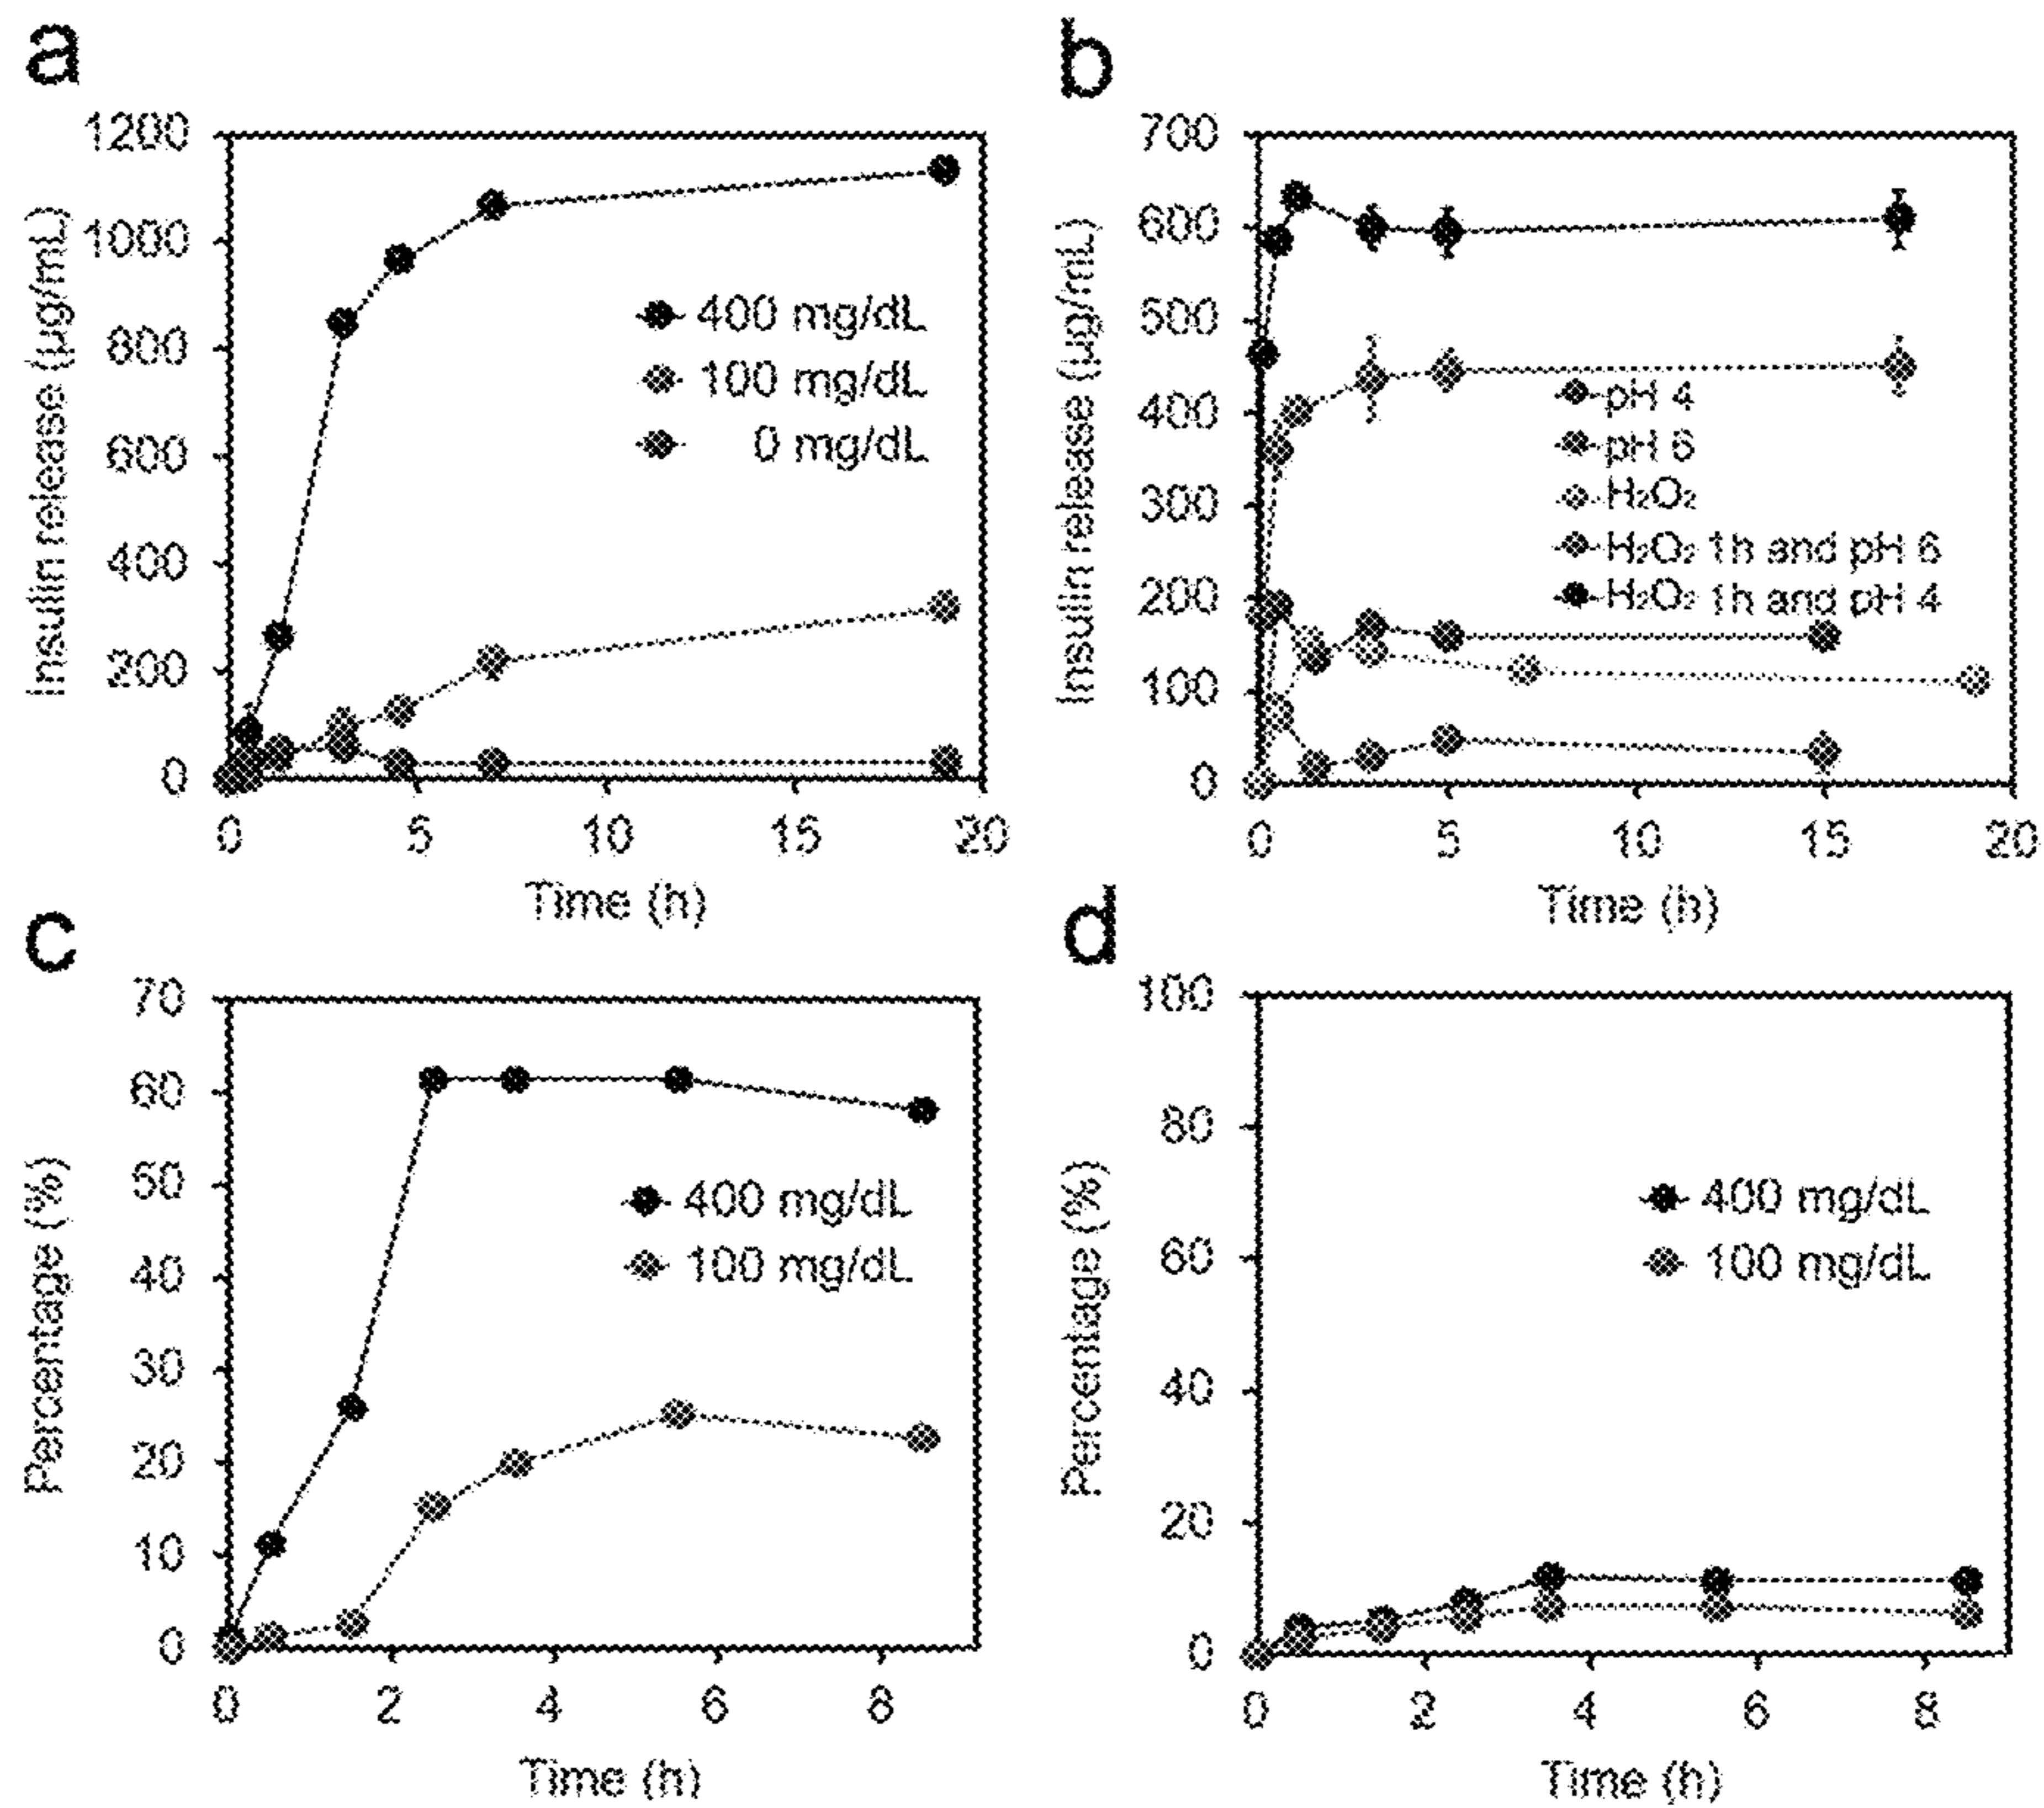 a
1200
1000
800
600
400
200
0
Insulin release (µg/mL)
400 mg/dL
100 mg/dL
0 mg/dL
0 5 10 15 20
Time (h)
b
700
600
500
400
300
200
100
0
Insulin release (µg/mL)
pH 4
pH 6
H₂O₂
H₂O₂ 1h and pH 6
H₂O₂ 1h and pH 4
0 5 10 15 20
Time (h)
c
70
60
50
40
30
20
10
0
Percentage (%)
400 mg/dL
100 mg/dL
0 2 4 6 8
Time (h)
d
100
80
60
40
20
0
Percentage (%)
400 mg/dL
100 mg/dL
0 2 4 6 8
Time (h)